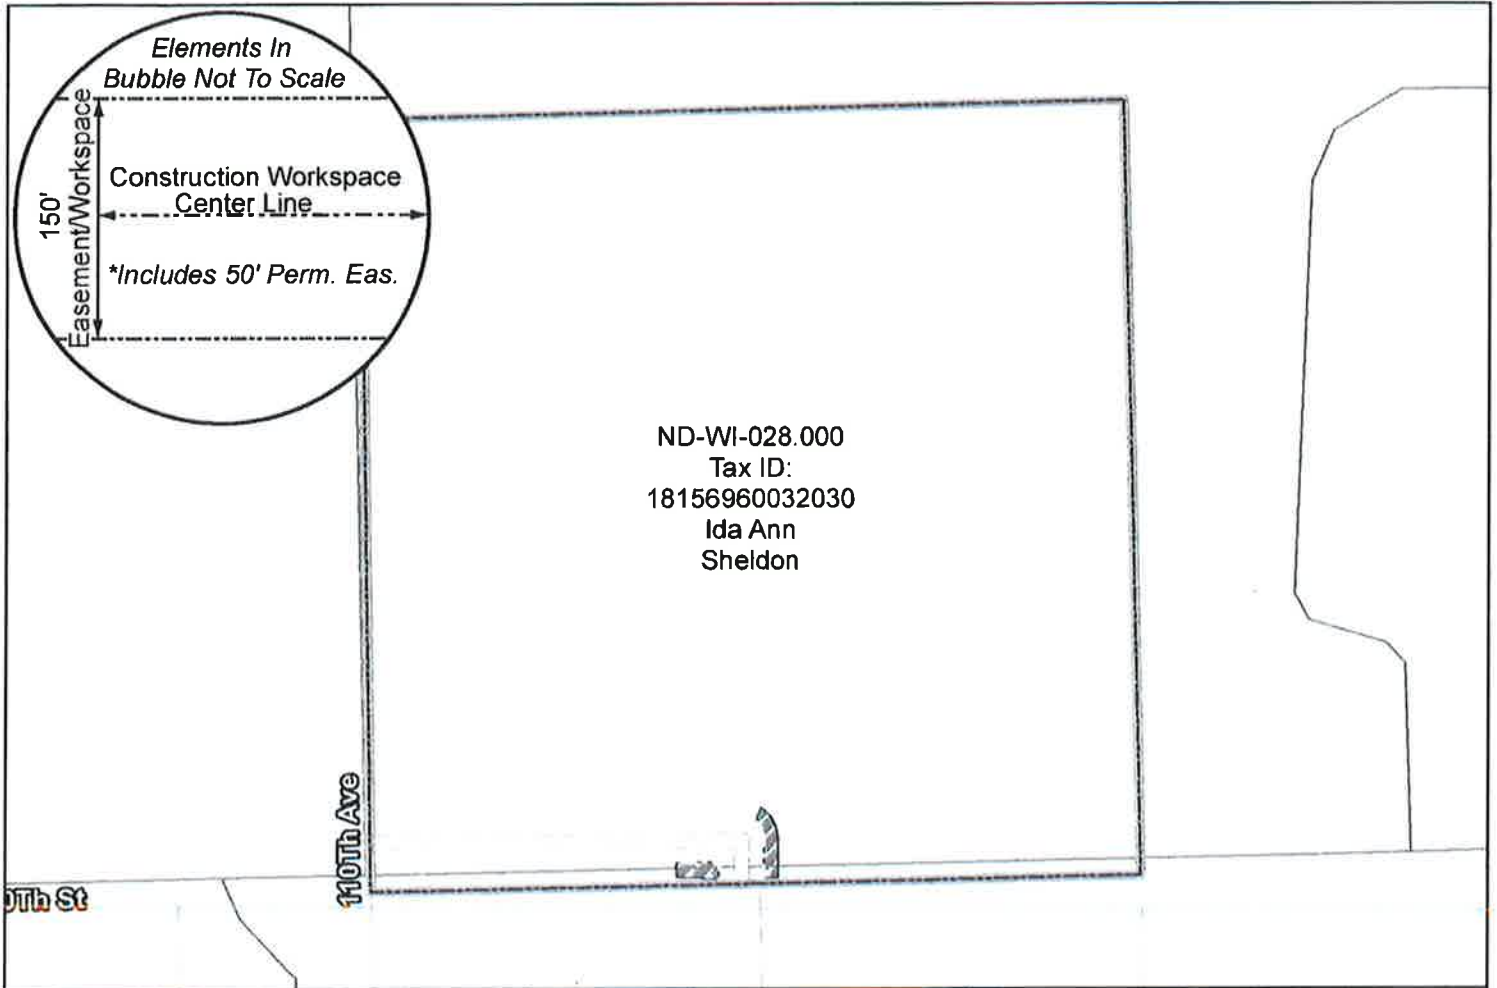 Elements In
Bubble Not To Scale
150'
Easement/Workspace
Construction Workspace
Center Line
*Includes 50' Perm. Eas.
ND-WI-028.000
Tax ID:
18156960032030
Ida Ann
Sheldon
110Th Ave
0Th St